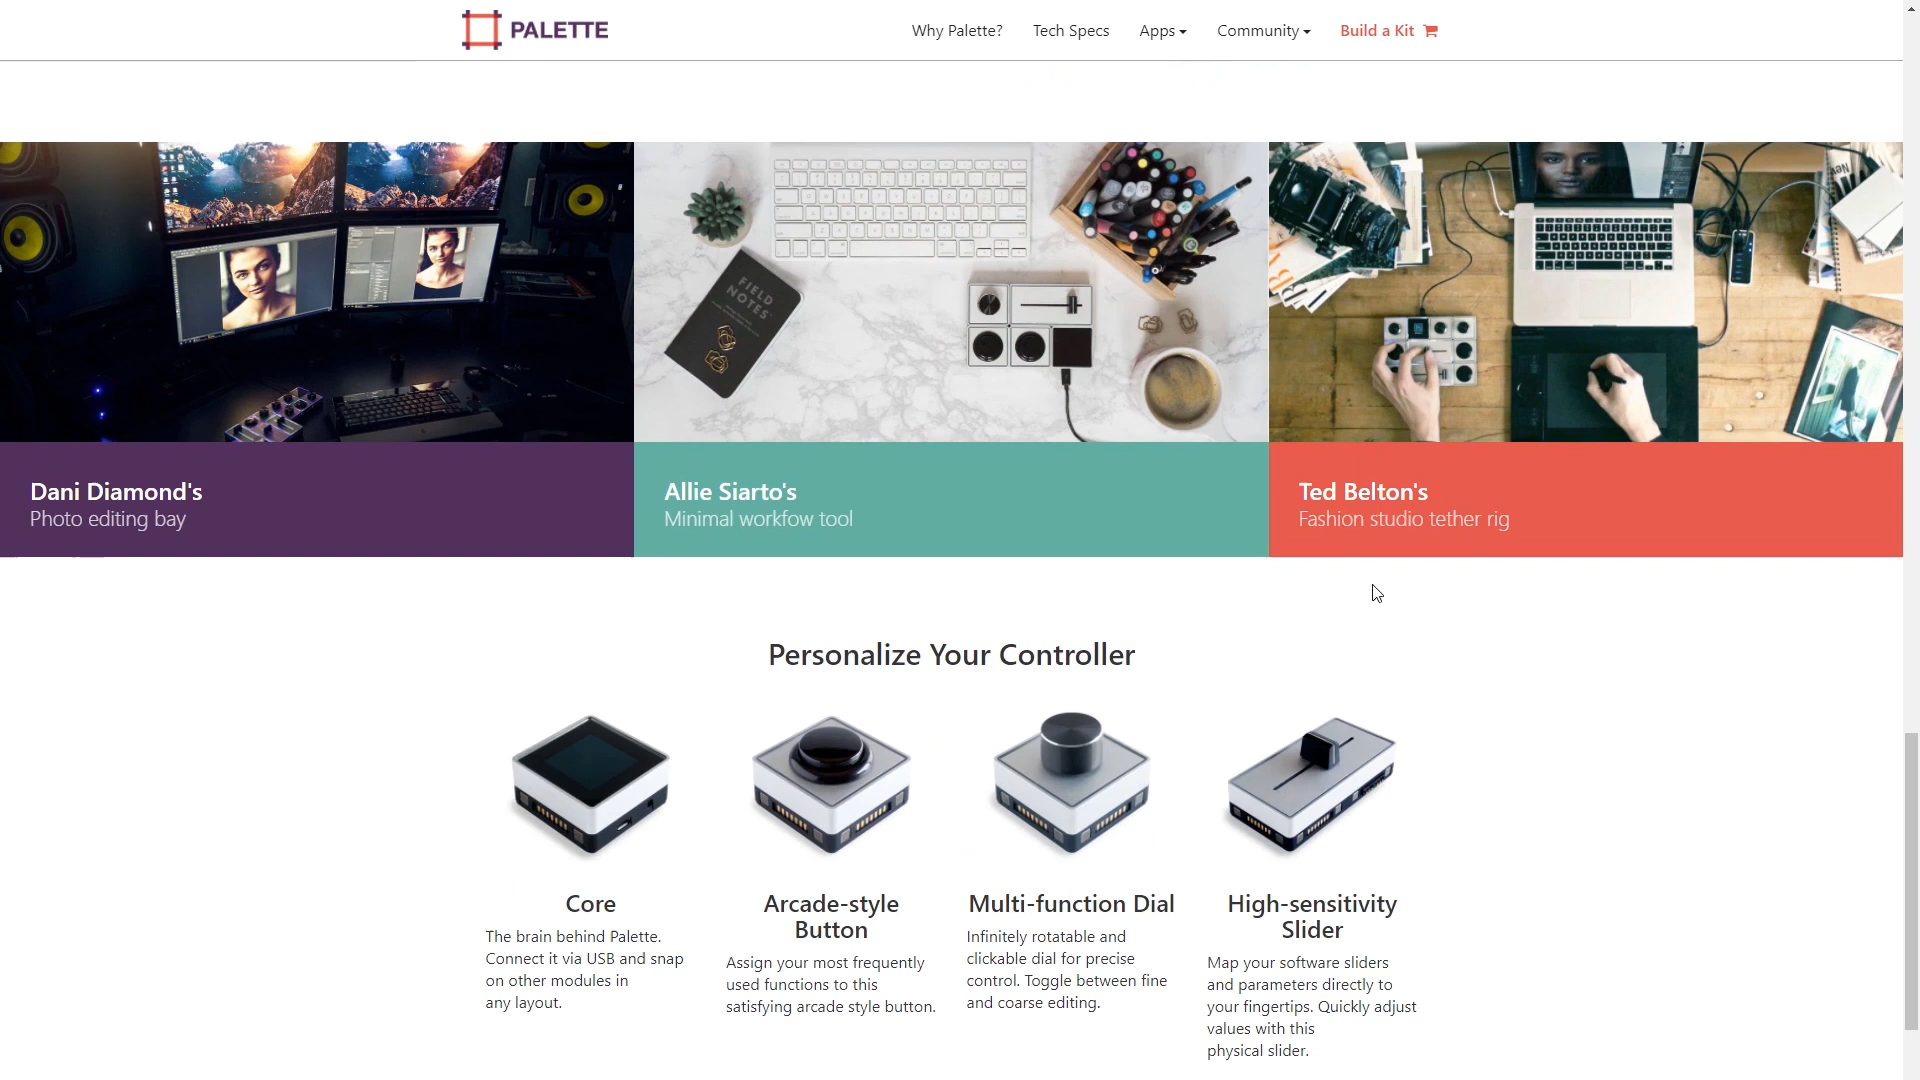 PALETTE
Why Palette? Tech Specs Apps Community Build a Kit
FIELD
NOTES
Dani Diamond's
Photo editing bay
Allie Siarto's
Minimal workfow tool
Ted Belton's
Fashion studio tether rig
Personalize Your Controller
Core
The brain behind Palette.
Connect it via USB and snap
on other modules in
any layout.
Arcade-style
Button
Assign your most frequently
used functions to this
satisfying arcade style button.
Multi-function Dial
Infinitely rotatable and
clickable dial for precise
control. Toggle between fine
and coarse editing.
High-sensitivity
Slider
Map your software sliders
and parameters directly to
your fingertips. Quickly adjust
values with this
physical slider.